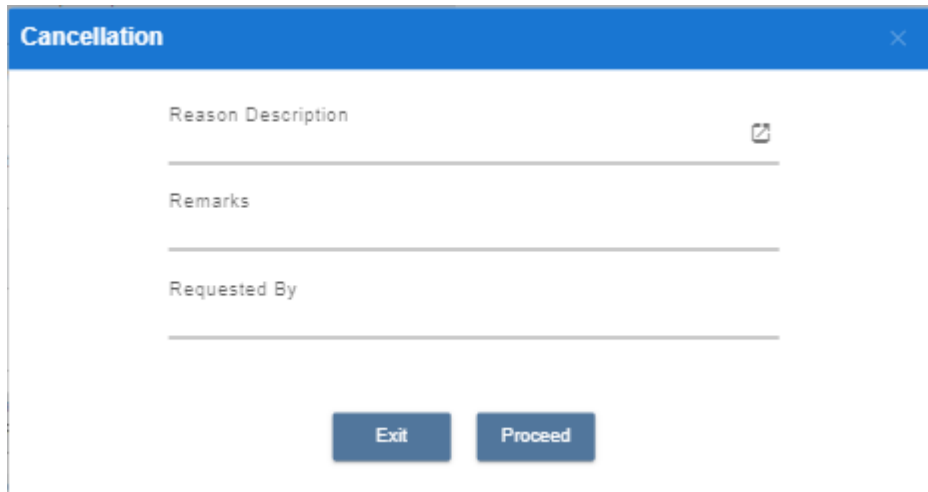 Cancellation
Reason Description
Remarks
Requested By
Exit Proceed